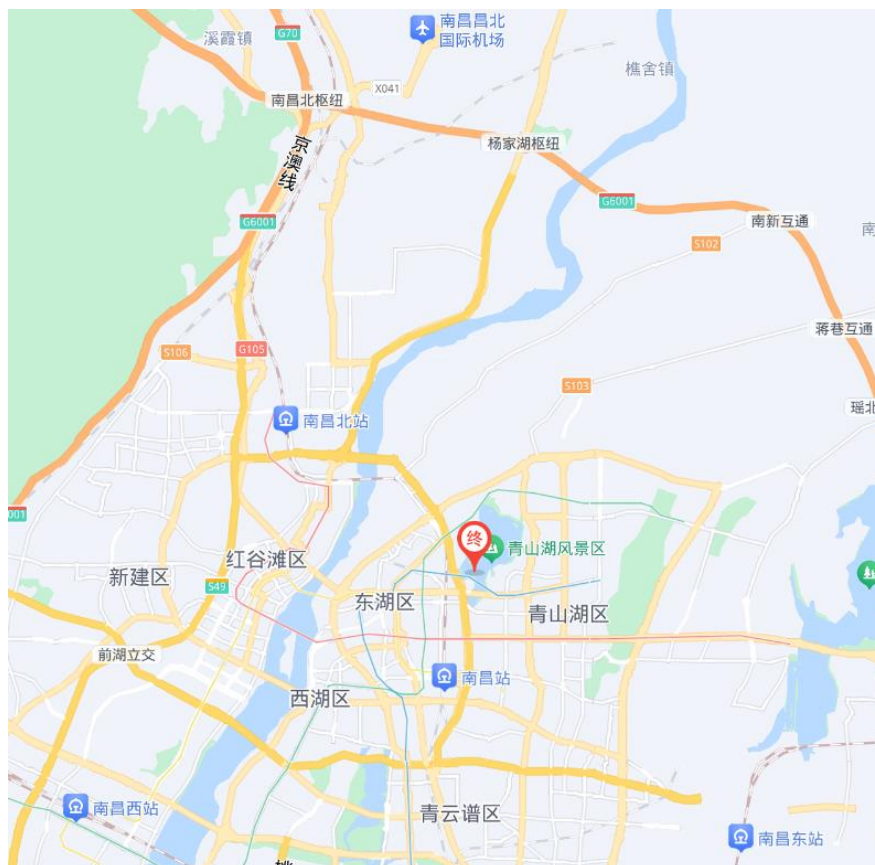 G70
溪霞镇
南昌昌北
国际机场
樵舍镇
X041
南昌北枢纽
京澳线
杨家湖枢纽
G6001
G6001
南新互通
南
S102
蒋巷互通
S106
G105
S103
瑶北
南昌北站
001
终
青山湖风景区
红谷滩区
新建区
S49
东湖区
青山湖区
前湖立交
南昌站
西湖区
南昌西站
青云谱区
南昌东站